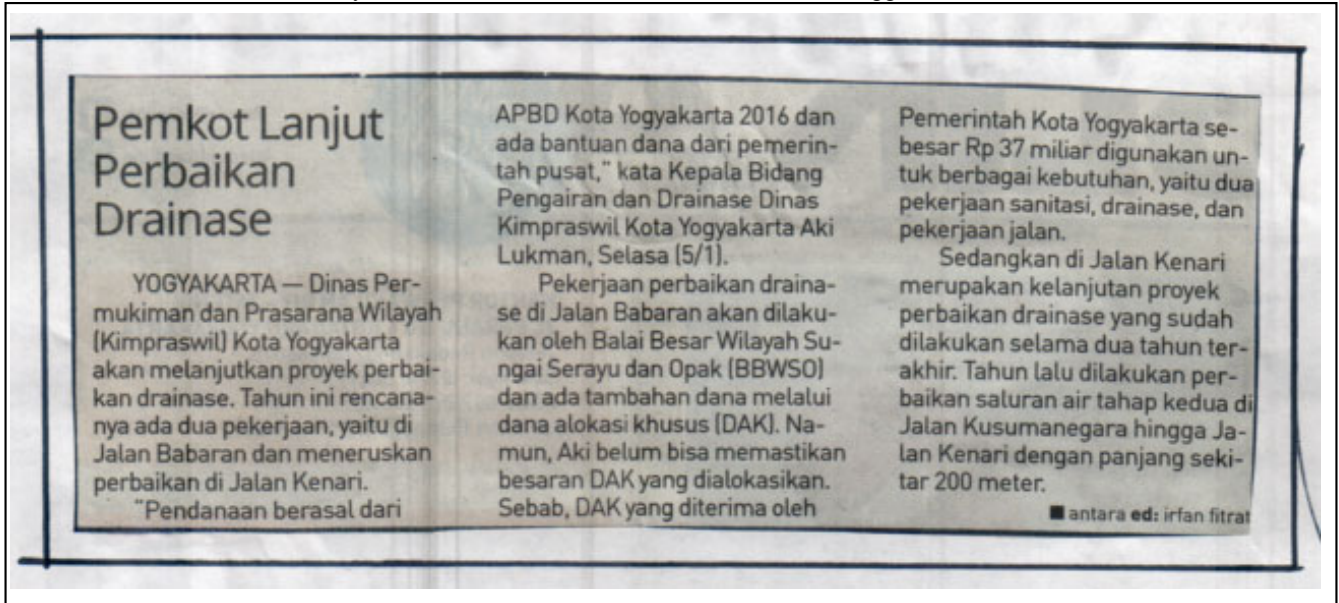 Pemkot Lanjut
Perbaikan
Drainase
YOGYAKARTA — Dinas Per-
mukiman dan Prasarana Wilayah
(Kimpraswil) Kota Yogyakarta
akan melanjutkan proyek perbai-
kan drainase. Tahun ini rencana-
nya ada dua pekerjaan, yaitu di
Jalan Babaran dan meneruskan
perbaikan di Jalan Kenari.
"Pendanaan berasal dari
APBD Kota Yogyakarta 2016 dan
ada bantuan dana dari pemerin-
tah pusat," kata Kepala Bidang
Pengairan dan Drainase Dinas
Kimpraswil Kota Yogyakarta Aki
Lukman, Selasa (5/1).
Pekerjaan perbaikan draina-
se di Jalan Babaran akan dilaku-
kan oleh Balai Besar Wilayah Su-
ngai Serayu dan Opak (BBWSO)
dan ada tambahan dana melalui
dana alokasi khusus (DAK). Na-
mun, Aki belum bisa memastikan
besaran DAK yang dialokasikan.
Sebab, DAK yang diterima oleh
Pemerintah Kota Yogyakarta se-
besar Rp 37 miliar digunakan un-
tuk berbagai kebutuhan, yaitu dua
pekerjaan sanitasi, drainase, dan
pekerjaan jalan.
Sedangkan di Jalan Kenari
merupakan kelanjutan proyek
perbaikan drainase yang sudah
dilakukan selama dua tahun ter-
akhir. Tahun lalu dilakukan per-
baikan saluran air tahap kedua di
Jalan Kusumanegara hingga Ja-
lan Kenari dengan panjang seki-
tar 200 meter.
■ antara ed: irfan fitrat